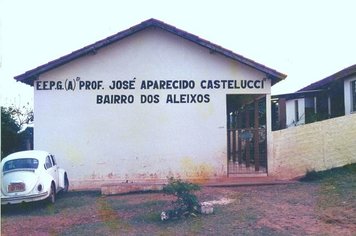 E.E.P.G.(A) "PROF. JOSÉ APARECIDO CASTELUCCI"
BAIRRO DOS ALEIXOS